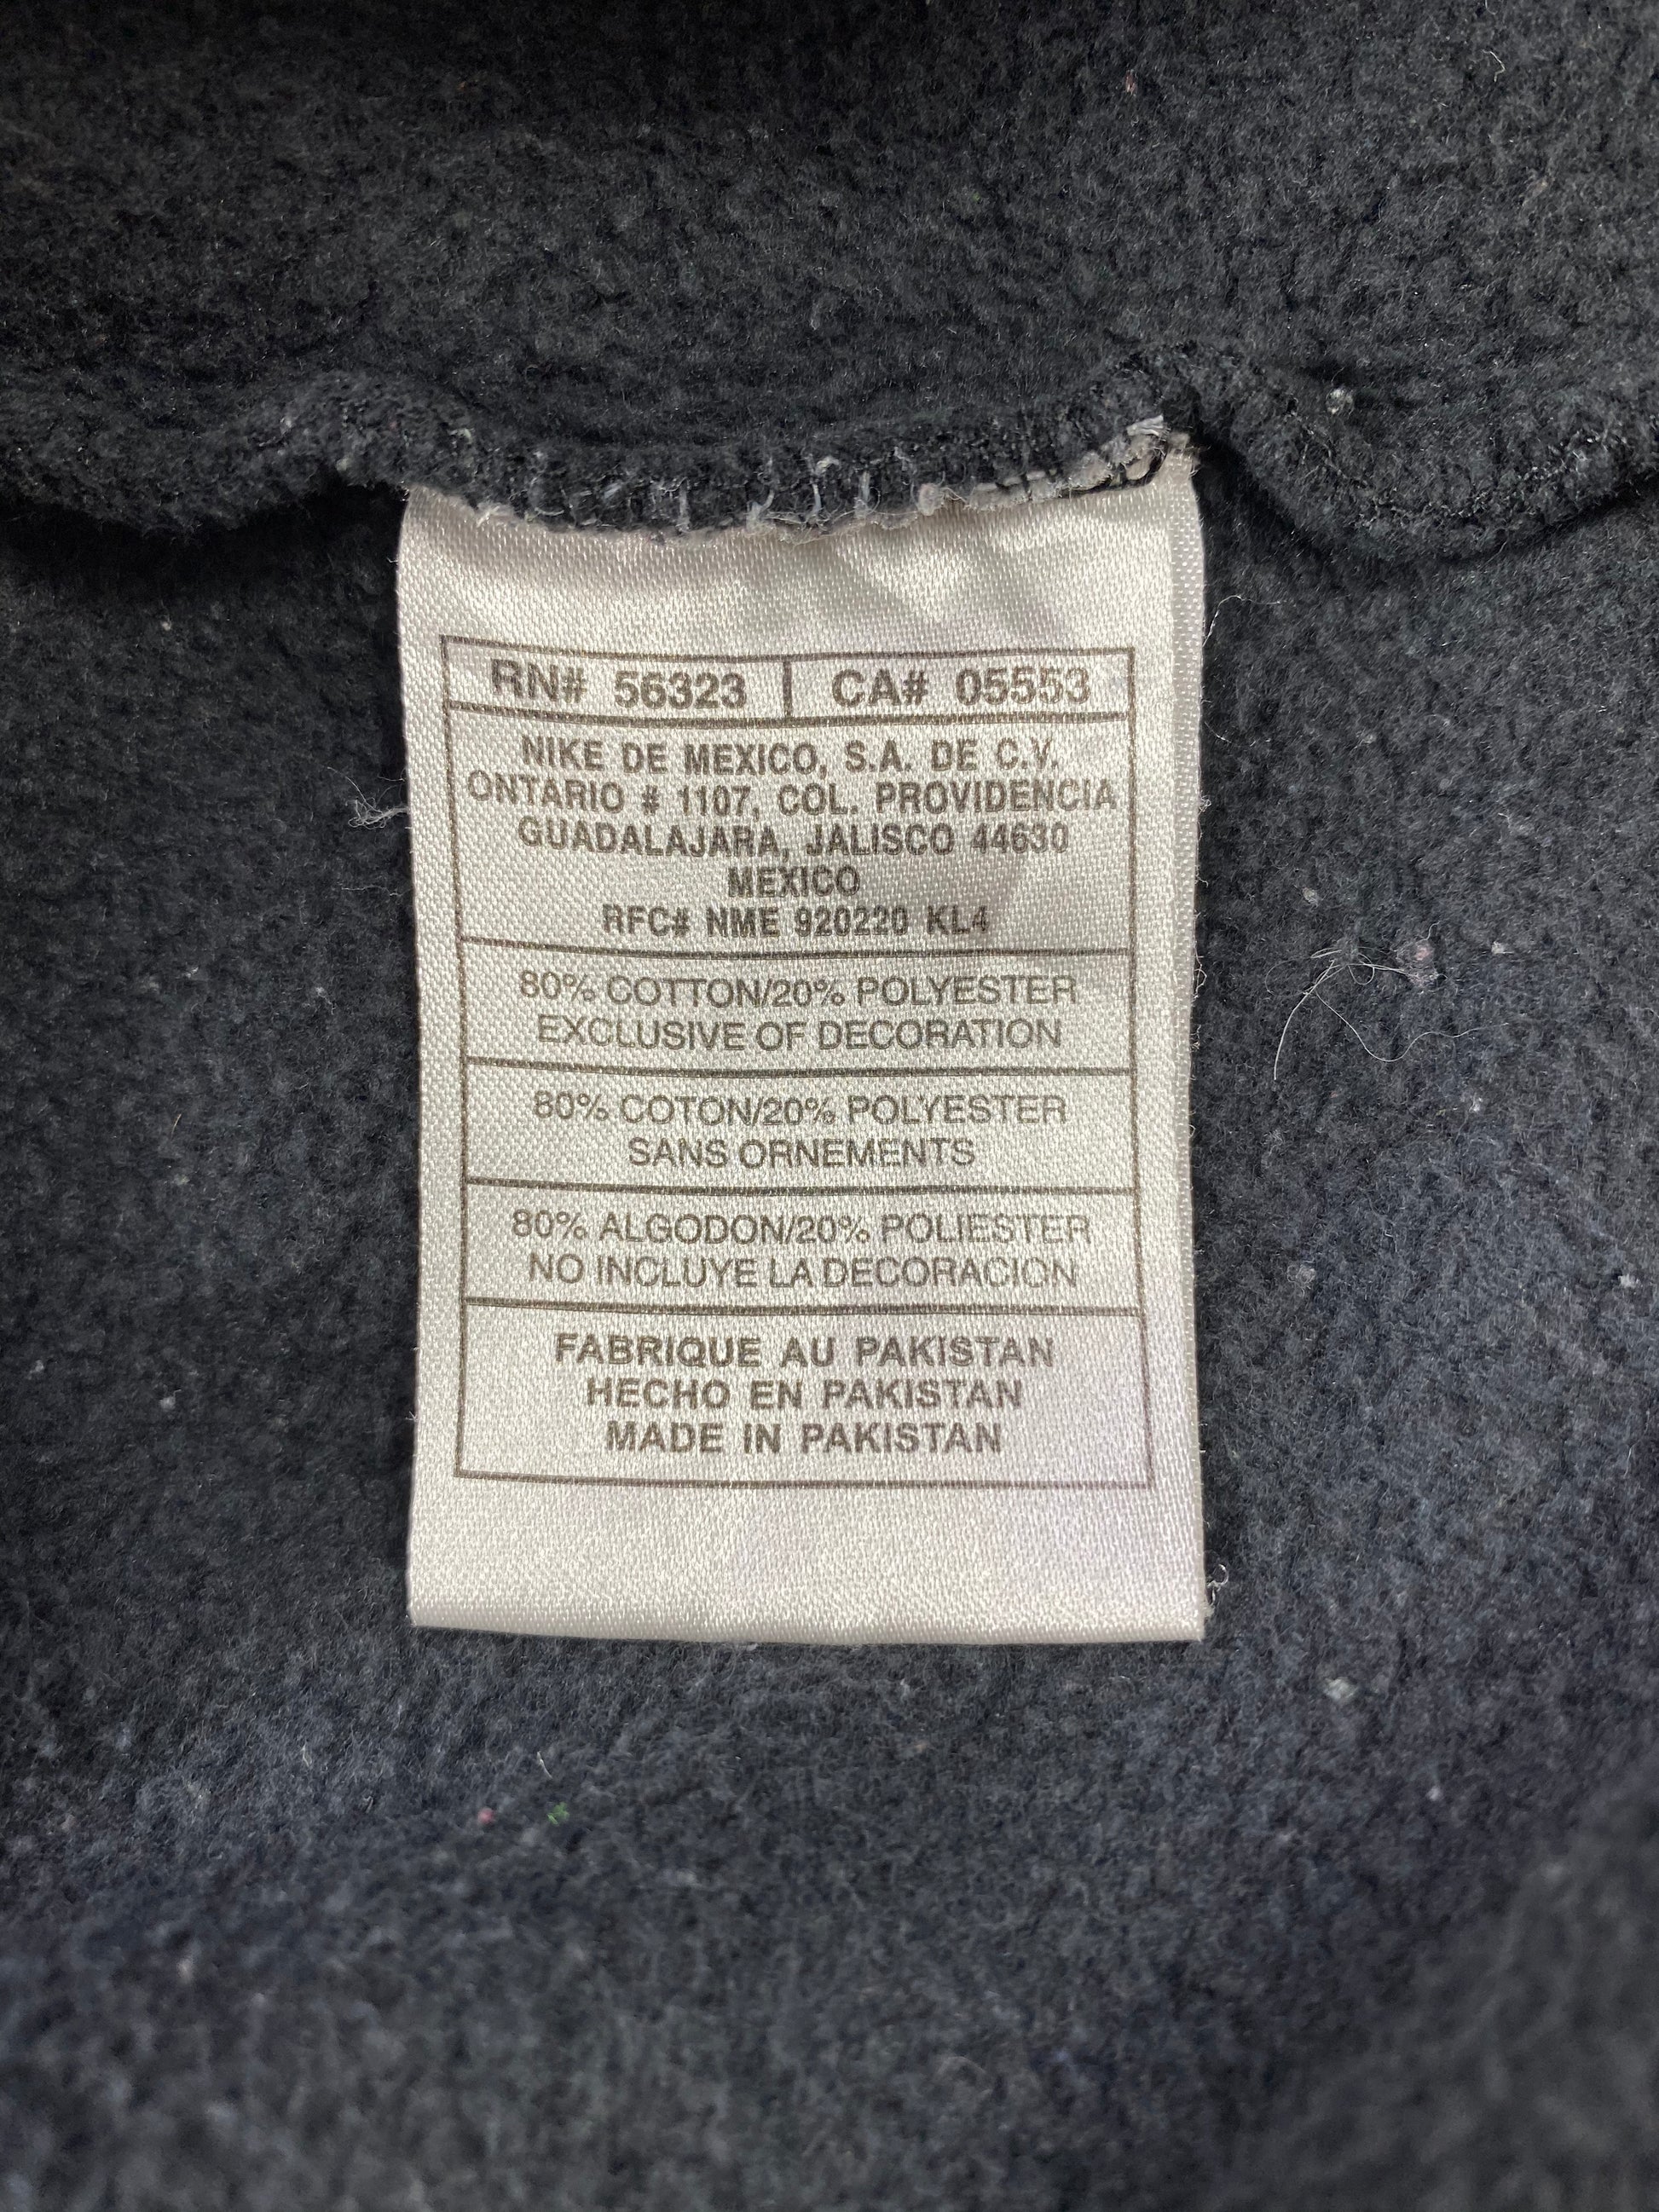 RN# 56323 | CA# 05553
NIKE DE MEXICO, S.A. DE C.V.
ONTARIO # 1107, COL. PROVIDENCIA
GUADALAJARA, JALISCO 44630
MEXICO
RFC# NME 920220 KL4
80% COTTON/20% POLYESTER
EXCLUSIVE OF DECORATION
80% COTON/20% POLYESTER
SANS ORNEMENTS
80% ALGODON/20% POLIESTER
NO INCLUYE LA DECORACION
FABRIQUE AU PAKISTAN
HECHO EN PAKISTAN
MADE IN PAKISTAN